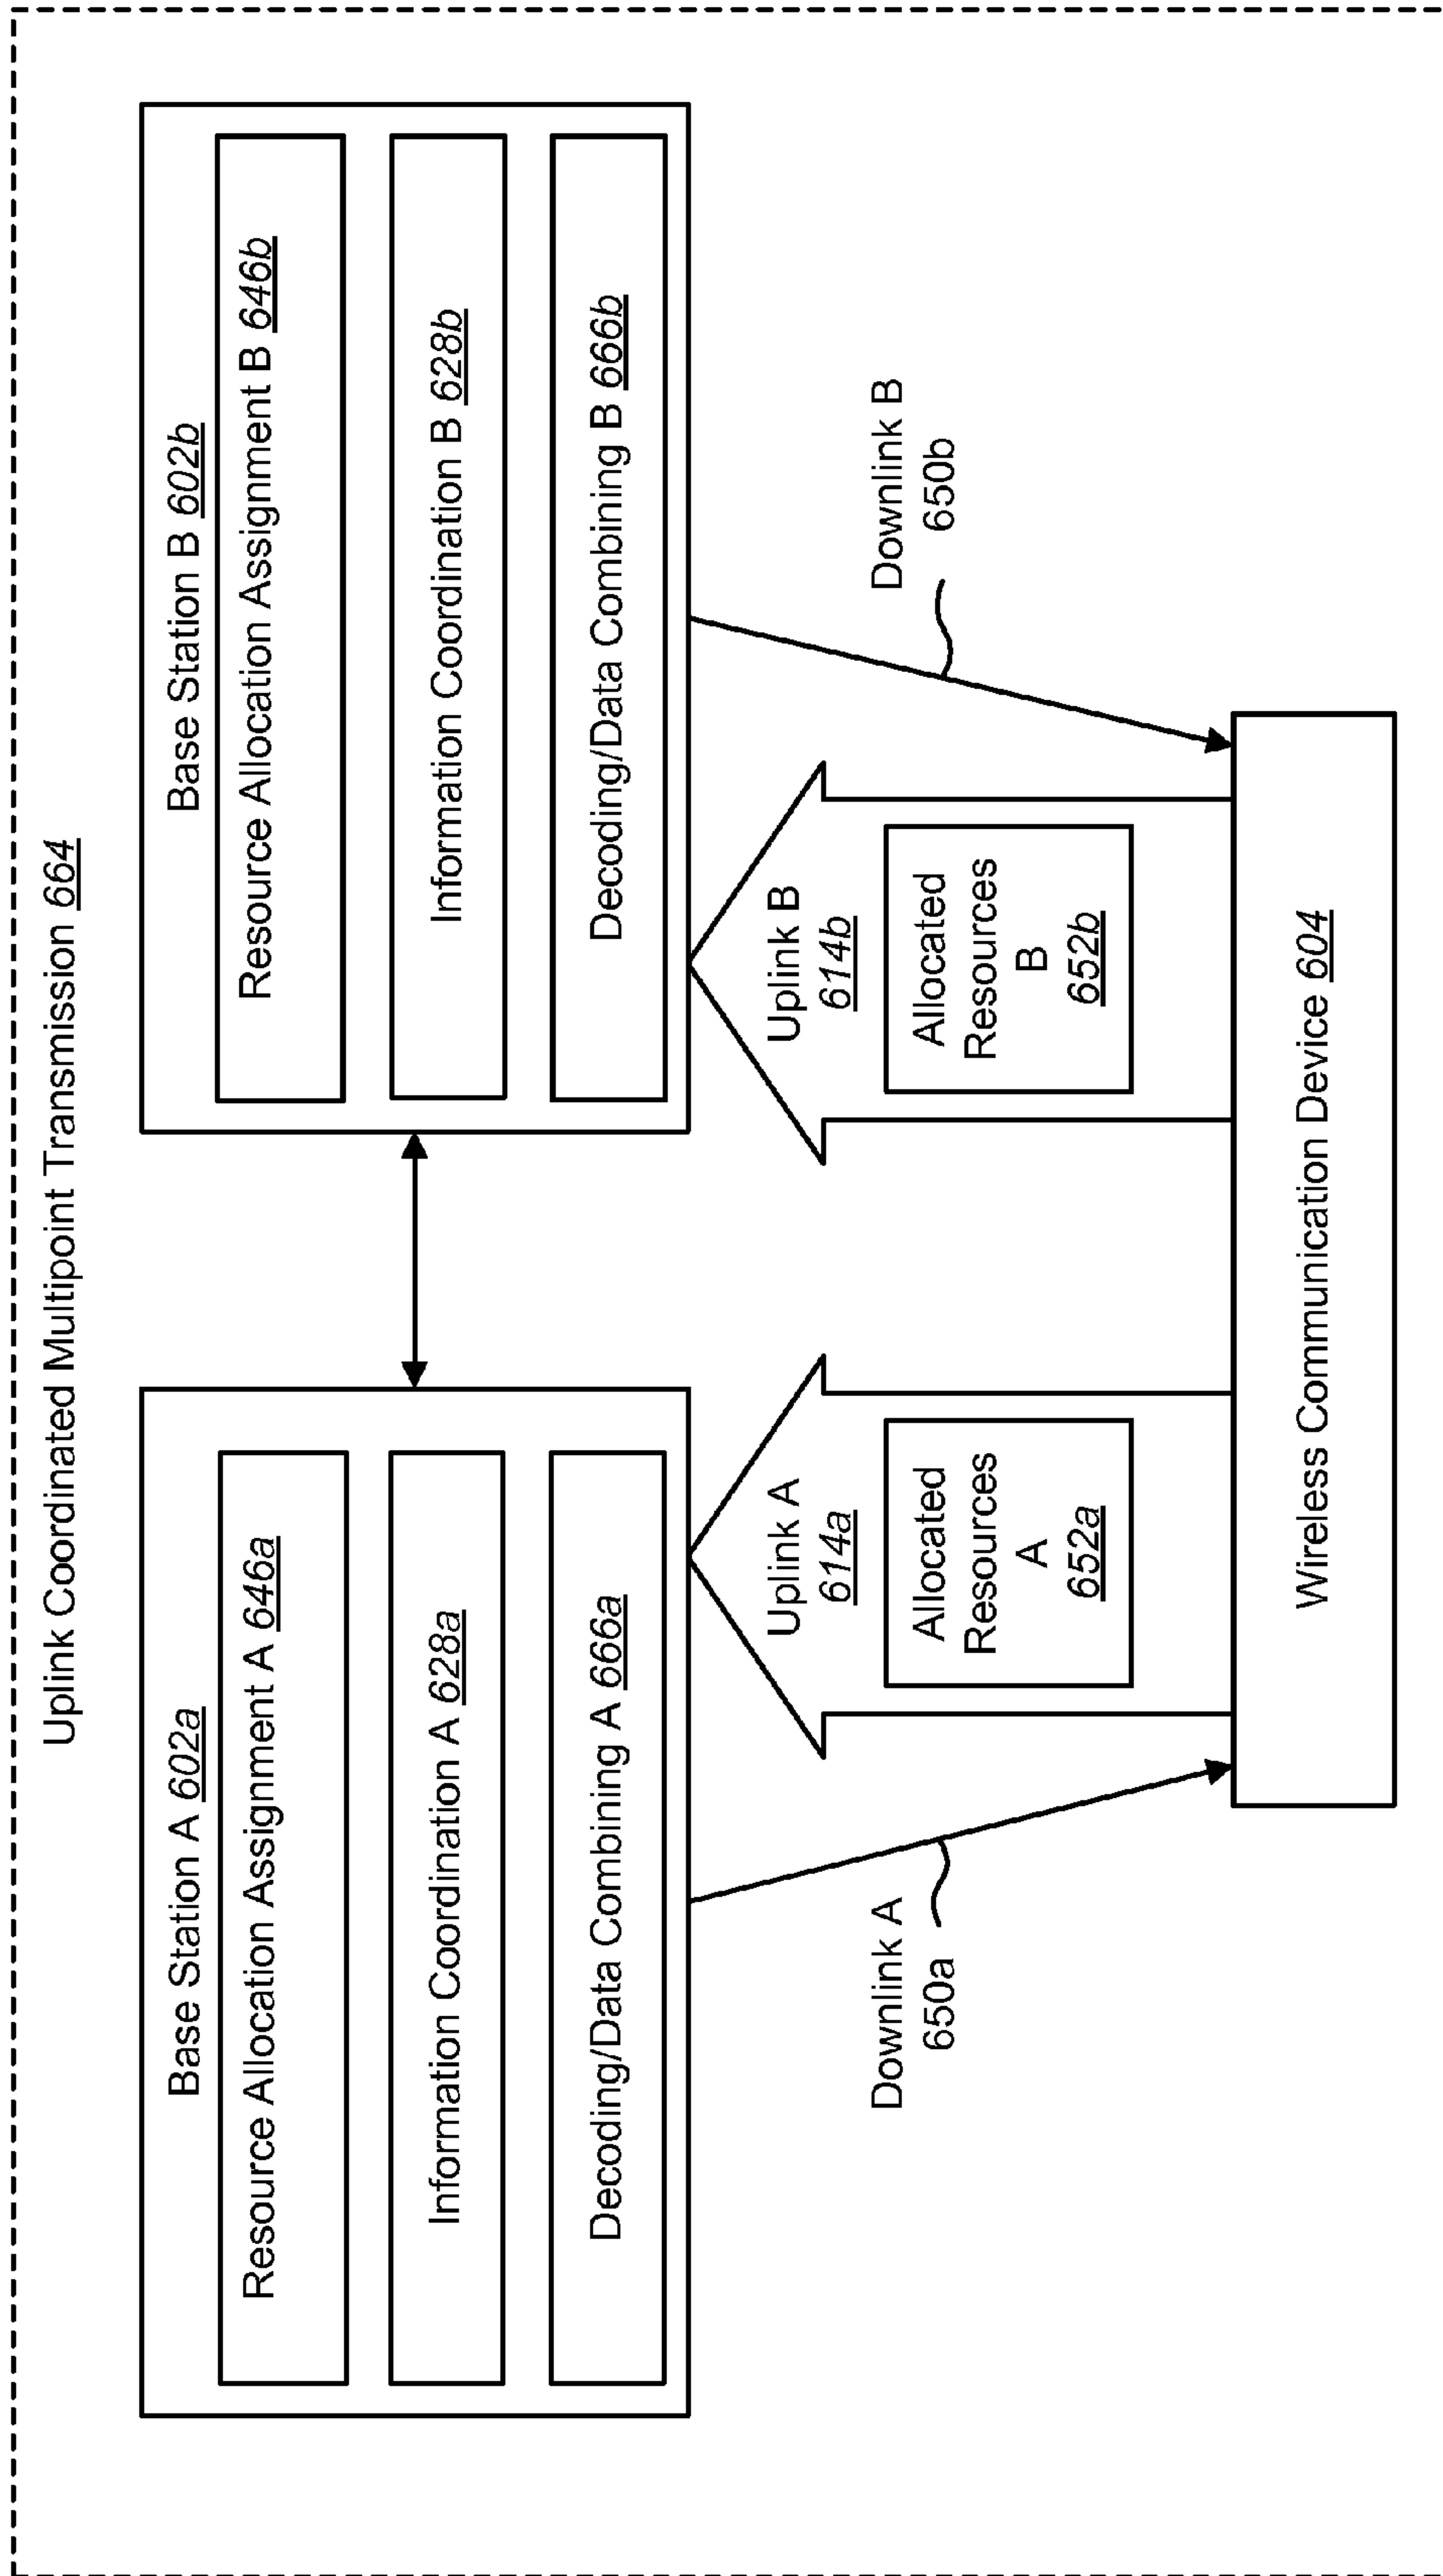 Uplink Coordinated Multipoint Transmission 664
Base Station A 602a
Resource Allocation Assignment A 646a
Information Coordination A 628a
Decoding/Data Combining A 666a
Base Station B 602b
Resource Allocation Assignment B 646b
Information Coordination B 628b
Decoding/Data Combining B 666b
Downlink A
650a
Uplink A
614a
Allocated
Resources
A
652a
Uplink B
614b
Allocated
Resources
B
652b
Downlink B
650b
Wireless Communication Device 604